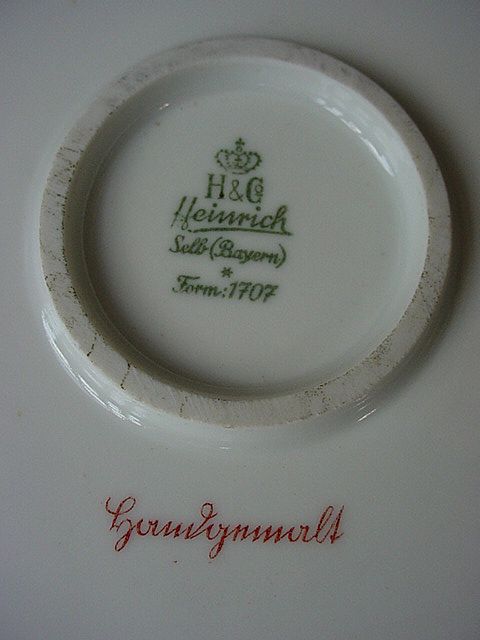 H&Co
Heinrich
Selb (Bayern)
*
Form: 1707
Handgemalt